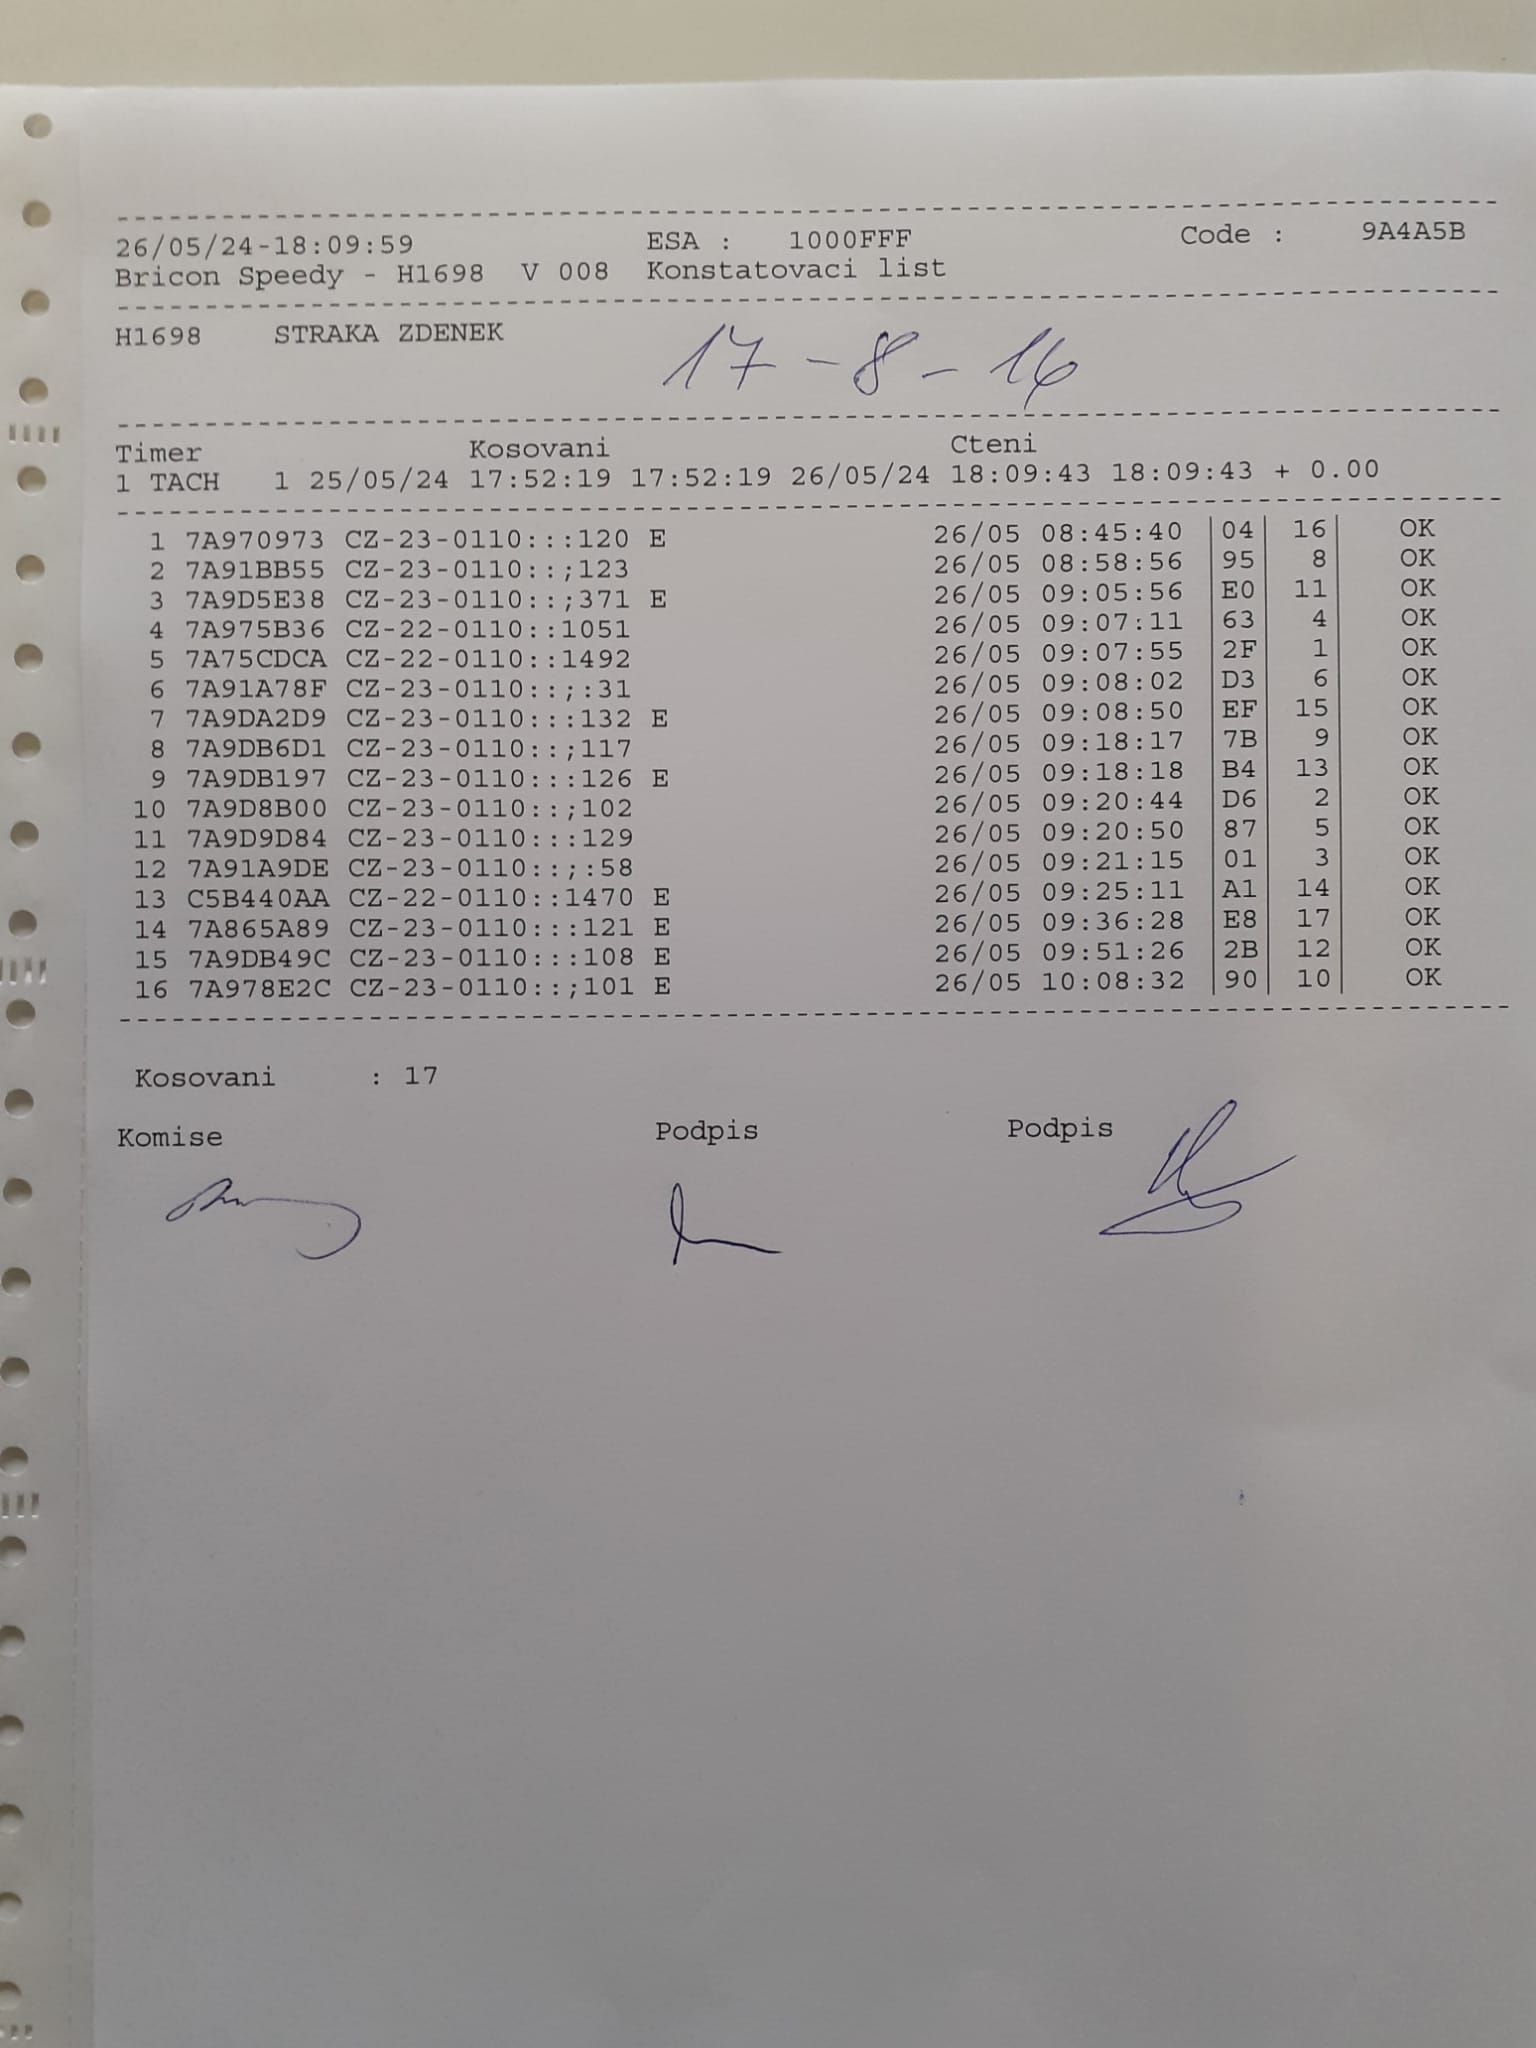 26/05/24-18:09:59 ESA : 1000FFF Code : 9A4A5B
Bricon Speedy - H1698 V 008 Konstatovaci list
H1698 STRAKA ZDENEK
17 - 8 - 16
Timer Kosovani Cteni
1 TACH 1 25/05/24 17:52:19 17:52:19 26/05/24 18:09:43 18:09:43 + 0.00
1 7A970973 CZ-23-0110:::120 E 26/05 08:45:40 |04| 16| OK
2 7A91BB55 CZ-23-0110::;123 26/05 08:58:56 |95| 8| OK
3 7A9D5E38 CZ-23-0110::;371 E 26/05 09:05:56 |E0| 11| OK
4 7A975B36 CZ-22-0110::1051 26/05 09:07:11 |63| 4| OK
5 7A75CDCA CZ-22-0110::1492 26/05 09:07:55 |2F| 1| OK
6 7A91A78F CZ-23-0110::;:31 26/05 09:08:02 |D3| 6| OK
7 7A9DA2D9 CZ-23-0110:::132 E 26/05 09:08:50 |EF| 15| OK
8 7A9DB6D1 CZ-23-0110::;117 26/05 09:18:17 |7B| 9| OK
9 7A9DB197 CZ-23-0110:::126 E 26/05 09:18:18 |B4| 13| OK
10 7A9D8B00 CZ-23-0110::;102 26/05 09:20:44 |D6| 2| OK
11 7A9D9D84 CZ-23-0110:::129 26/05 09:20:50 |87| 5| OK
12 7A91A9DE CZ-23-0110::;:58 26/05 09:21:15 |01| 3| OK
13 C5B440AA CZ-22-0110::1470 E 26/05 09:25:11 |A1| 14| OK
14 7A865A89 CZ-23-0110:::121 E 26/05 09:36:28 |E8| 17| OK
15 7A9DB49C CZ-23-0110:::108 E 26/05 09:51:26 |2B| 12| OK
16 7A978E2C CZ-23-0110::;101 E 26/05 10:08:32 |90| 10| OK
Kosovani : 17
Komise Podpis Podpis